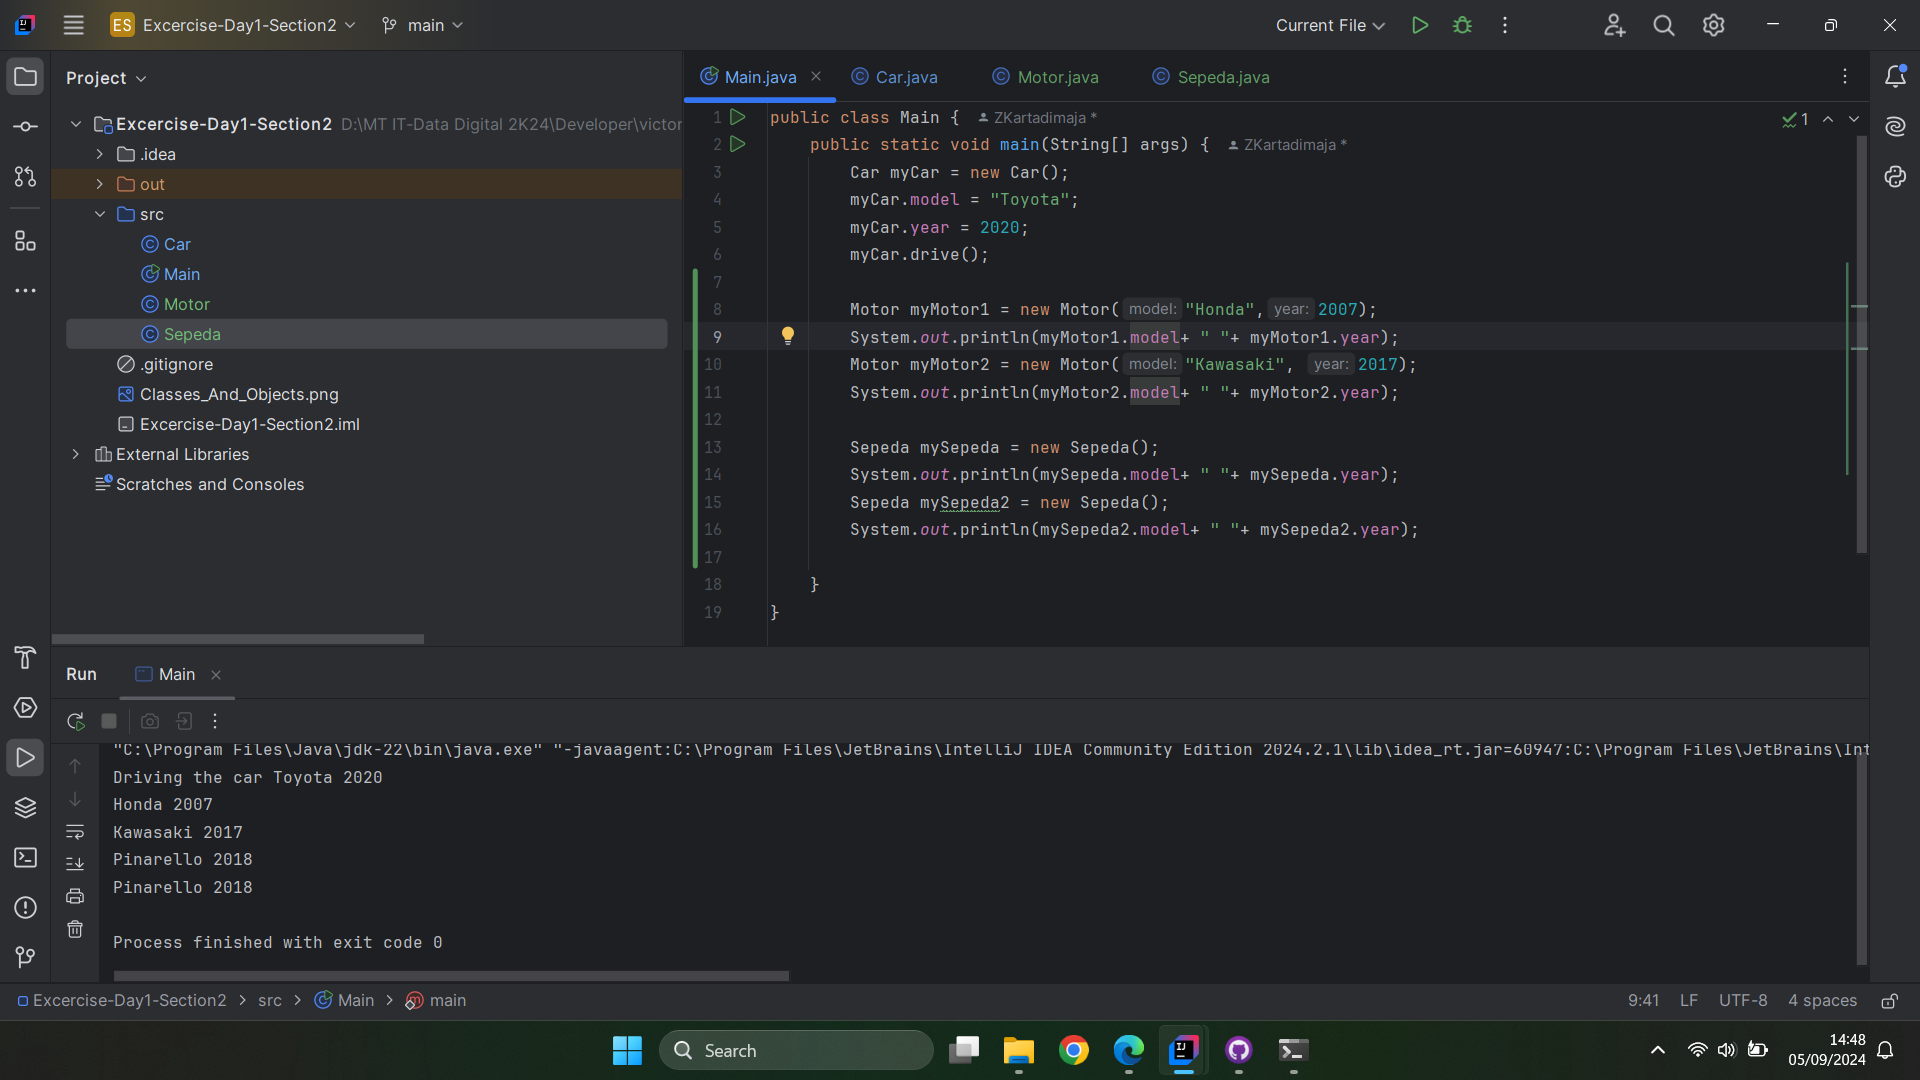 ES Excercise-Day1-Section2 main Current File
Project
Main.java Car.java Motor.java Sepeda.java
Excercise-Day1-Section2 D:\MT IT-Data Digital 2K24\Developer\victor
.idea
out
src
Car
Main
Motor
Sepeda
.gitignore
Classes_And_Objects.png
Excercise-Day1-Section2.iml
External Libraries
Scratches and Consoles
1 public class Main { ZKartadimaja *
2 public static void main(String[] args) { ZKartadimaja *
3 Car myCar = new Car();
4 myCar.model = "Toyota";
5 myCar.year = 2020;
6 myCar.drive();
7
8 Motor myMotor1 = new Motor( model: "Honda", year: 2007);
9 System.out.println(myMotor1.model+ " "+ myMotor1.year);
10 Motor myMotor2 = new Motor( model: "Kawasaki", year: 2017);
11 System.out.println(myMotor2.model+ " "+ myMotor2.year);
12
13 Sepeda mySepeda = new Sepeda();
14 System.out.println(mySepeda.model+ " "+ mySepeda.year);
15 Sepeda mySepeda2 = new Sepeda();
16 System.out.println(mySepeda2.model+ " "+ mySepeda2.year);
17
18 }
19 }
1
Run Main
"C:\Program Files\Java\jdk-22\bin\java.exe" "-javaagent:C:\Program Files\JetBrains\IntelliJ IDEA Community Edition 2024.2.1\lib\idea_rt.jar=60947:C:\Program Files\JetBrains\Int
Driving the car Toyota 2020
Honda 2007
Kawasaki 2017
Pinarello 2018
Pinarello 2018
Process finished with exit code 0
Excercise-Day1-Section2 > src > Main > main 9:41 LF UTF-8 4 spaces
Search
14:48
05/09/2024